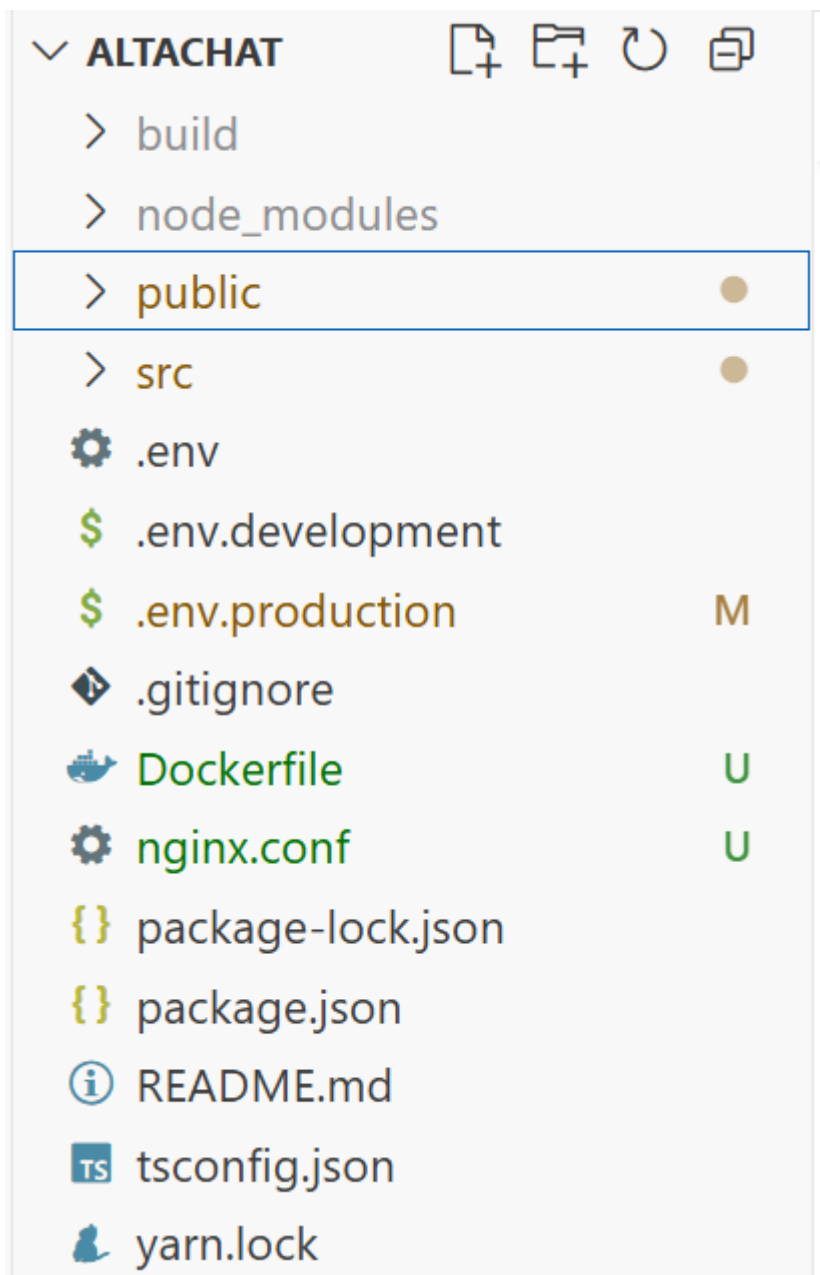 ALTACHAT
build
node_modules
public
src
.env
$ .env.development
$ .env.production M
.gitignore
Dockerfile U
nginx.conf U
{} package-lock.json
{} package.json
README.md
TS tsconfig.json
yarn.lock